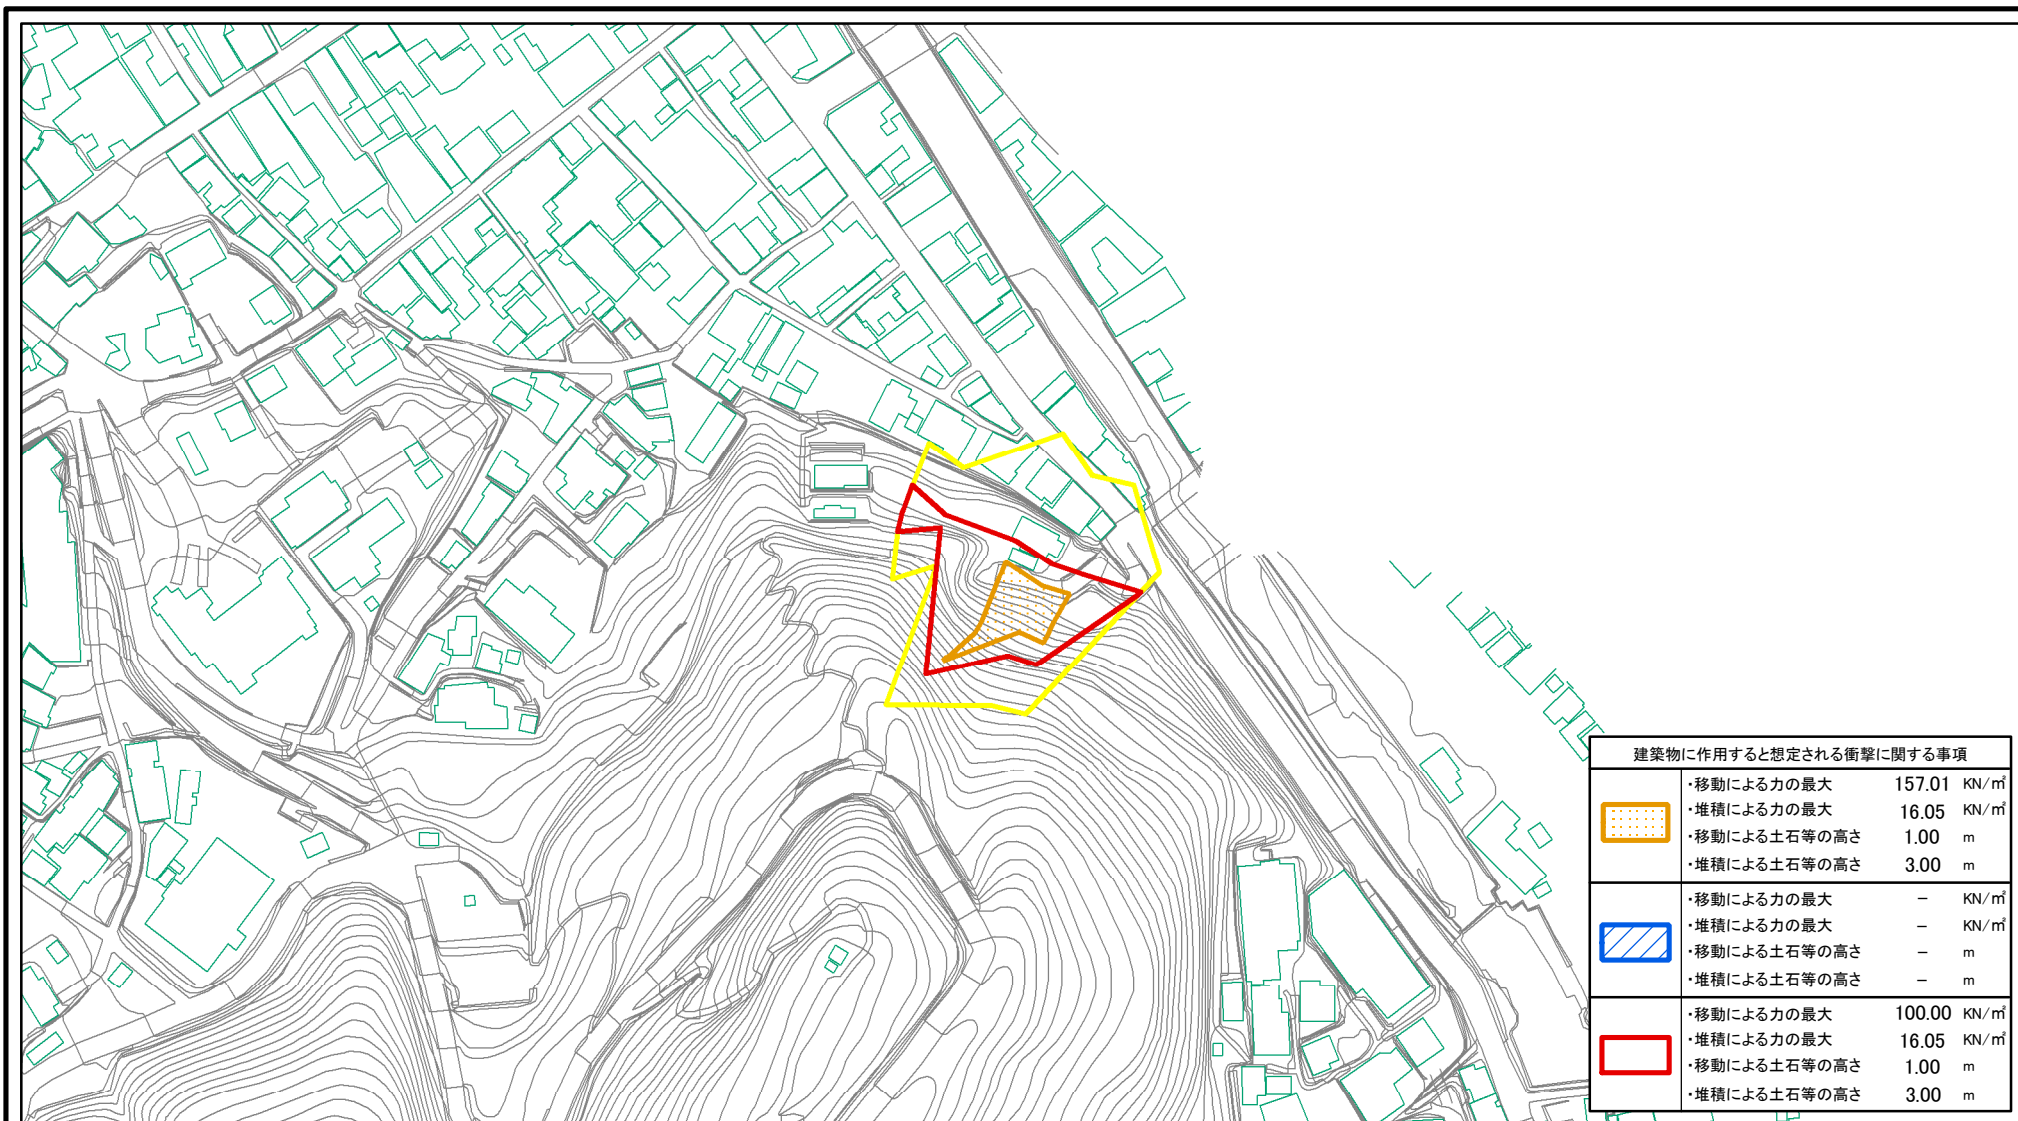 建築物に作用すると想定される衝撃に関する事項
・移動による力の最大 157.01 KN/㎡
・堆積による力の最大 16.05 KN/㎡
・移動による土石等の高さ 1.00 m
・堆積による土石等の高さ 3.00 m
・移動による力の最大 － KN/㎡
・堆積による力の最大 － KN/㎡
・移動による土石等の高さ － m
・堆積による土石等の高さ － m
・移動による力の最大 100.00 KN/㎡
・堆積による力の最大 16.05 KN/㎡
・移動による土石等の高さ 1.00 m
・堆積による土石等の高さ 3.00 m